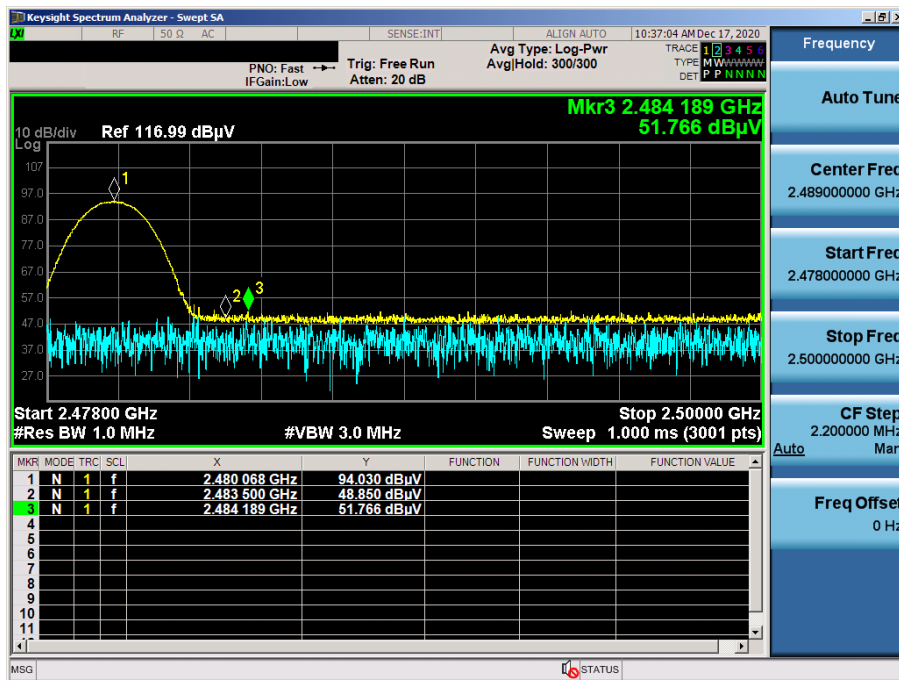 Keysight Spectrum Analyzer - Swept SA
LXI RF 50 Ω AC SENSE:INT ALIGN AUTO 10:37:04 AM Dec 17, 2020
PNO: Fast Trig: Free Run Avg Type: Log-Pwr TRACE 1 2 3 4 5 6
IFGain:Low Atten: 20 dB Avg|Hold: 300/300 TYPE M W W W W W
DET P P N N N N
Mkr3 2.484 189 GHz
51.766 dBµV
10 dB/div Ref 116.99 dBµV
Log
107
97.0
87.0
77.0
67.0
57.0
47.0
37.0
27.0
1
2
3
Start 2.47800 GHz Stop 2.50000 GHz
#Res BW 1.0 MHz #VBW 3.0 MHz Sweep 1.000 ms (3001 pts)
MKR MODE TRC SCL X Y FUNCTION FUNCTION WIDTH FUNCTION VALUE
1 N 1 f 2.480 068 GHz 94.030 dBµV
2 N 1 f 2.483 500 GHz 48.850 dBµV
3 N 1 f 2.484 189 GHz 51.766 dBµV
4
5
6
7
8
9
10
11
MSG STATUS
Frequency
Auto Tune
Center Freq
2.489000000 GHz
Start Freq
2.478000000 GHz
Stop Freq
2.500000000 GHz
CF Step
2.200000 MHz
Auto Man
Freq Offset
0 Hz